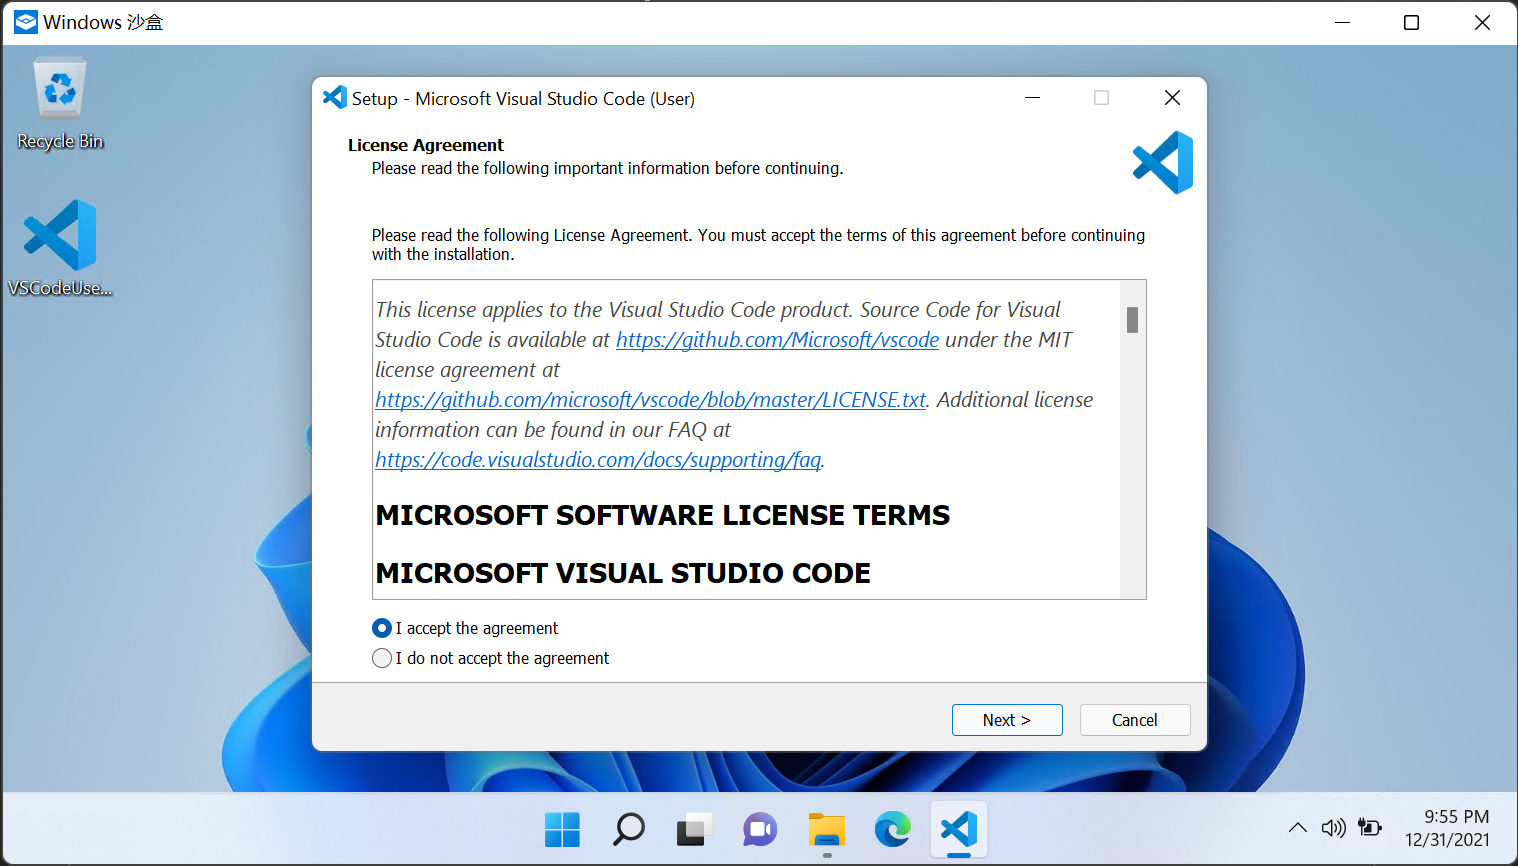 Windows 沙盒
Recycle Bin
VSCodeUse...
Setup - Microsoft Visual Studio Code (User)
License Agreement
Please read the following important information before continuing.
Please read the following License Agreement. You must accept the terms of this agreement before continuing
with the installation.
This license applies to the Visual Studio Code product. Source Code for Visual
Studio Code is available at https://github.com/Microsoft/vscode under the MIT
license agreement at
https://github.com/microsoft/vscode/blob/master/LICENSE.txt. Additional license
information can be found in our FAQ at
https://code.visualstudio.com/docs/supporting/faq.
MICROSOFT SOFTWARE LICENSE TERMS
MICROSOFT VISUAL STUDIO CODE
I accept the agreement
I do not accept the agreement
Next >
Cancel
9:55 PM
12/31/2021